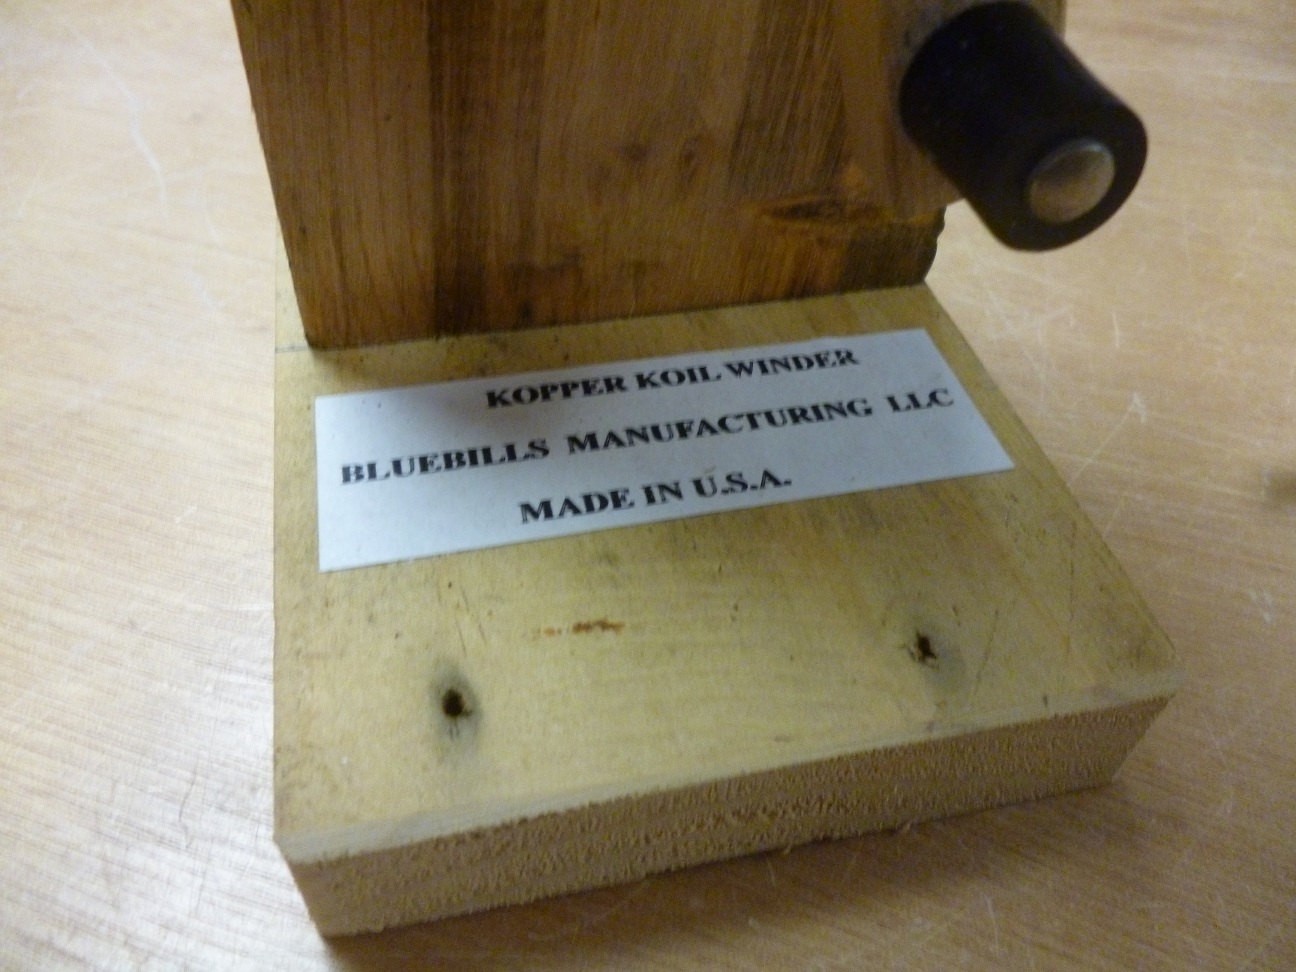 KOPPER KOIL WINDER
BLUEBILLS MANUFACTURING LLC
MADE IN U.S.A.